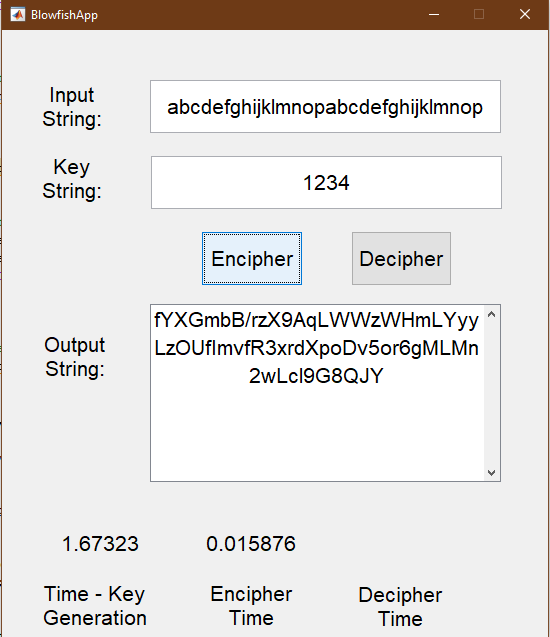 BlowfishApp
Input
String:
abcdefghijklmnopabcdefghijklmnop
Key
String:
1234
Encipher
Decipher
Output
String:
fYXGmbB/rzX9AqLWWzWHmLYyy
LzOUfImvfR3xrdXpoDv5or6gMLMn
2wLcl9G8QJY
1.67323
0.015876
Time - Key
Generation
Encipher
Time
Decipher
Time